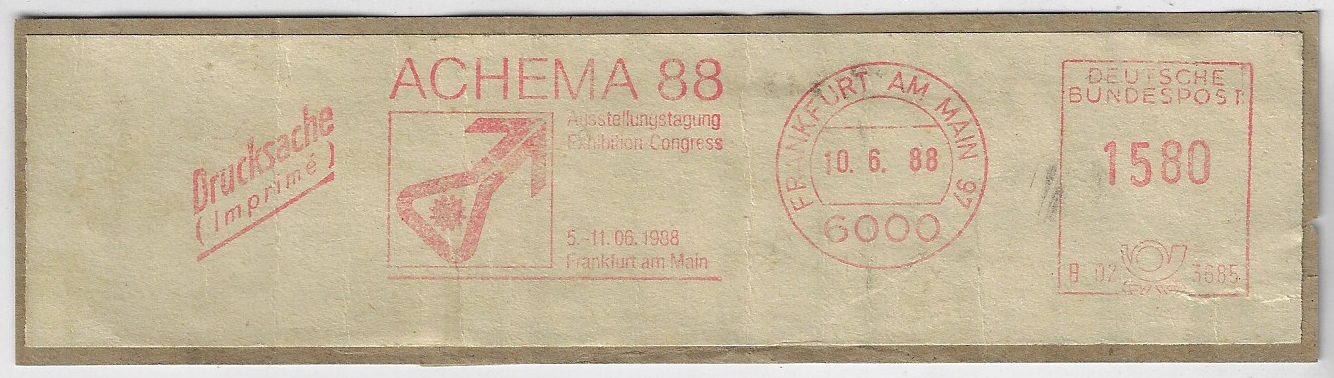 Drucksache
(Imprimé)
ACHEMA 88
Ausstellungstagung
Exhibition Congress
5.-11.06.1988
Frankfurt am Main
FRANKFURT AM MAIN 97
10.6. 88
6000
DEUTSCHE
BUNDESPOST
1580
B 02 3685